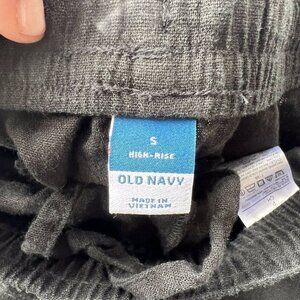 S
HIGH-RISE
OLD NAVY
MADE IN
VIETNAM